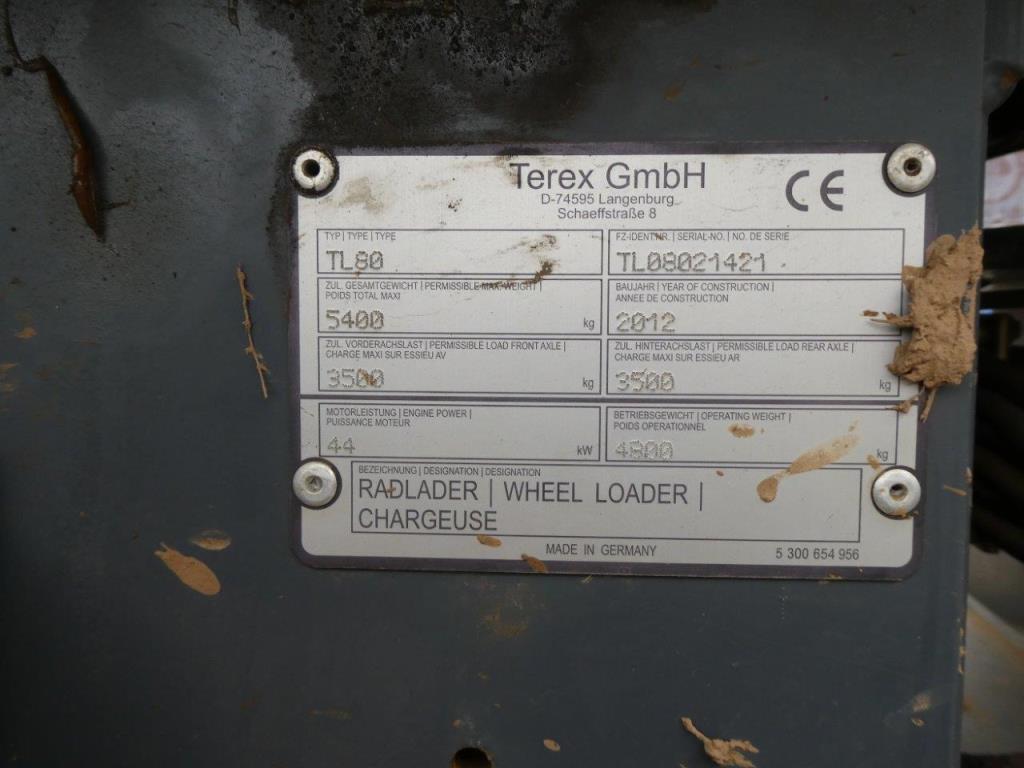 Terex GmbH
CE
D-74595 Langenburg
Schaeffstraße 8
TYP | TYPE | TYPE
TL80
FZ-IDENTNR. | SERIAL-NO. | NO. DE SERIE
TL08021421
ZUL. GESAMTGEWICHT | PERMISSIBLE MAX. WEIGHT |
POIDS TOTAL MAXI
5400 kg
BAUJAHR | YEAR OF CONSTRUCTION |
ANNEE DE CONSTRUCTION
2012
ZUL. VORDERACHSLAST | PERMISSIBLE LOAD FRONT AXLE |
CHARGE MAXI SUR ESSIEU AV
3500 kg
ZUL. HINTERACHSLAST | PERMISSIBLE LOAD REAR AXLE |
CHARGE MAXI SUR ESSIEU AR
3500 kg
MOTORLEISTUNG | ENGINE POWER |
PUISSANCE MOTEUR
44 kW
BETRIEBSGEWICHT | OPERATING WEIGHT |
POIDS OPERATIONNEL
4800 kg
BEZEICHNUNG | DESIGNATION | DESIGNATION
RADLADER | WHEEL LOADER |
CHARGEUSE
MADE IN GERMANY
5 300 654 956